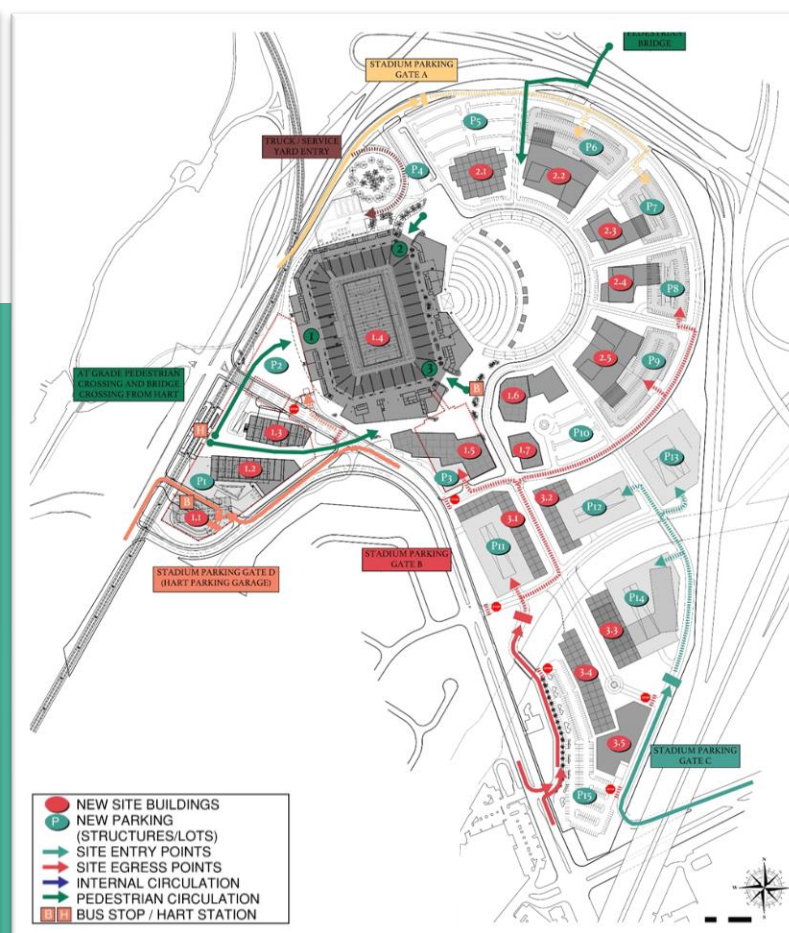 PEDESTRIAN
BRIDGE
STADIUM PARKING
GATE A
P5
P6
TRUCK / SERVICE
YARD ENTRY
P4
2.1
2.2
P7
2.3
2
2.4
P8
1
1.4
P2
2.5
P9
AT GRADE PEDESTRIAN
CROSSING AND BRIDGE
CROSSING FROM HART
3
B
1.6
H
1.3
P10
1.5
1.7
P13
1.2
P1
P3
B
3.2
P12
1.1
3.1
STADIUM PARKING
GATE B
P11
STADIUM PARKING GATE D
(HART PARKING GARAGE)
P14
3.3
3.4
3.5
STADIUM PARKING
GATE C
P15
NEW SITE BUILDINGS
P NEW PARKING
(STRUCTURES/LOTS)
SITE ENTRY POINTS
SITE EGRESS POINTS
INTERNAL CIRCULATION
PEDESTRIAN CIRCULATION
B H BUS STOP / HART STATION